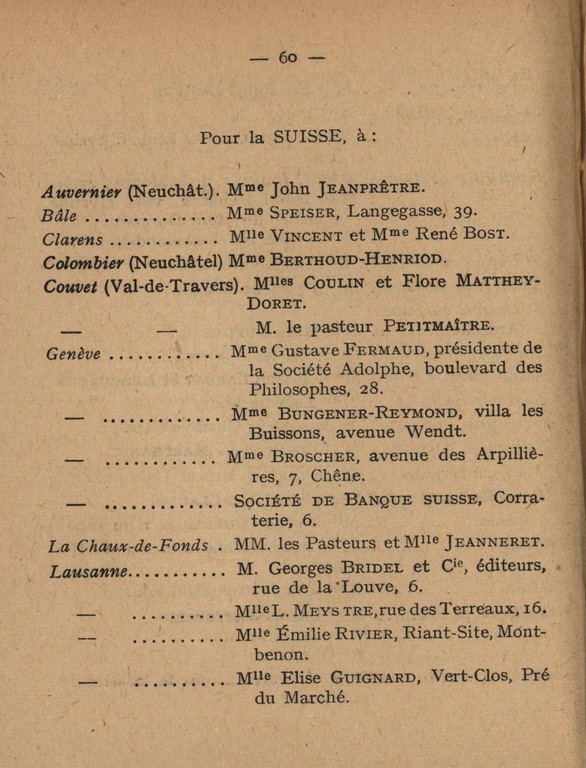 — 60 —
Pour la SUISSE, à :
Auvernier (Neuchât.). Mme John JEANPRÊTRE.
Bâle .............. Mme SPEISER, Langegasse, 39.
Clarens ............ Mlle VINCENT et Mme René BOST.
Colombier (Neuchâtel) Mme BERTHOUD-HENRIOD.
Couvet (Val-de-Travers). Mlles COULIN et Flore MATTHEY-
DORET.
— — M. le pasteur PETITMAÎTRE.
Genève ............ Mme Gustave FERMAUD, présidente de
la Société Adolphe, boulevard des
Philosophes, 28.
— ............ Mme BUNGENER-REYMOND, villa les
Buissons, avenue Wendt.
— ............ Mme BROSCHER, avenue des Arpilliè-
res, 7, Chêne.
— ............ SOCIÉTÉ DE BANQUE SUISSE, Corra-
terie, 6.
La Chaux-de-Fonds . MM. les Pasteurs et Mlle JEANNERET.
Lausanne........... M. Georges BRIDEL et Cie, éditeurs,
rue de la Louve, 6.
— .......... Mlle L. MEYSTRE, rue des Terreaux, 16.
— .......... Mlle Émilie RIVIER, Riant-Site, Mont-
benon.
— .......... Mlle Elise GUIGNARD, Vert-Clos, Pré
du Marché.